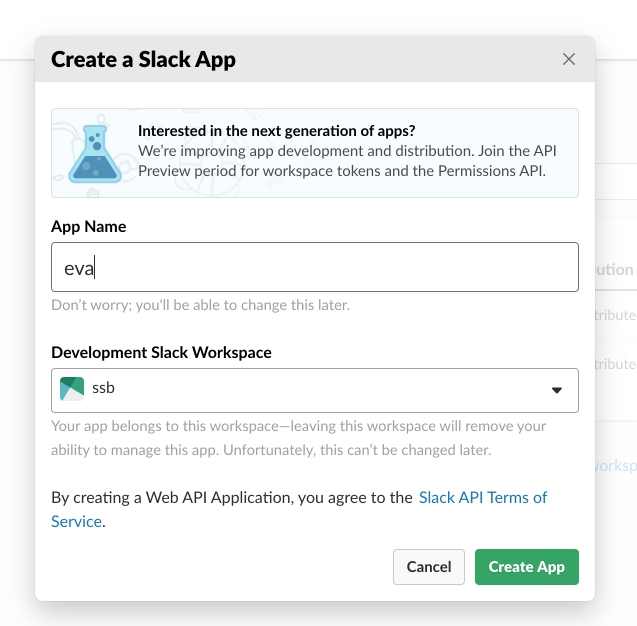 Create a Slack App
Interested in the next generation of apps?
We're improving app development and distribution. Join the API
Preview period for workspace tokens and the Permissions API.
App Name
eva
Don't worry; you'll be able to change this later.
Development Slack Workspace
ssb
Your app belongs to this workspace—leaving this workspace will remove your
ability to manage this app. Unfortunately, this can't be changed later.
By creating a Web API Application, you agree to the Slack API Terms of
Service.
Cancel
Create App